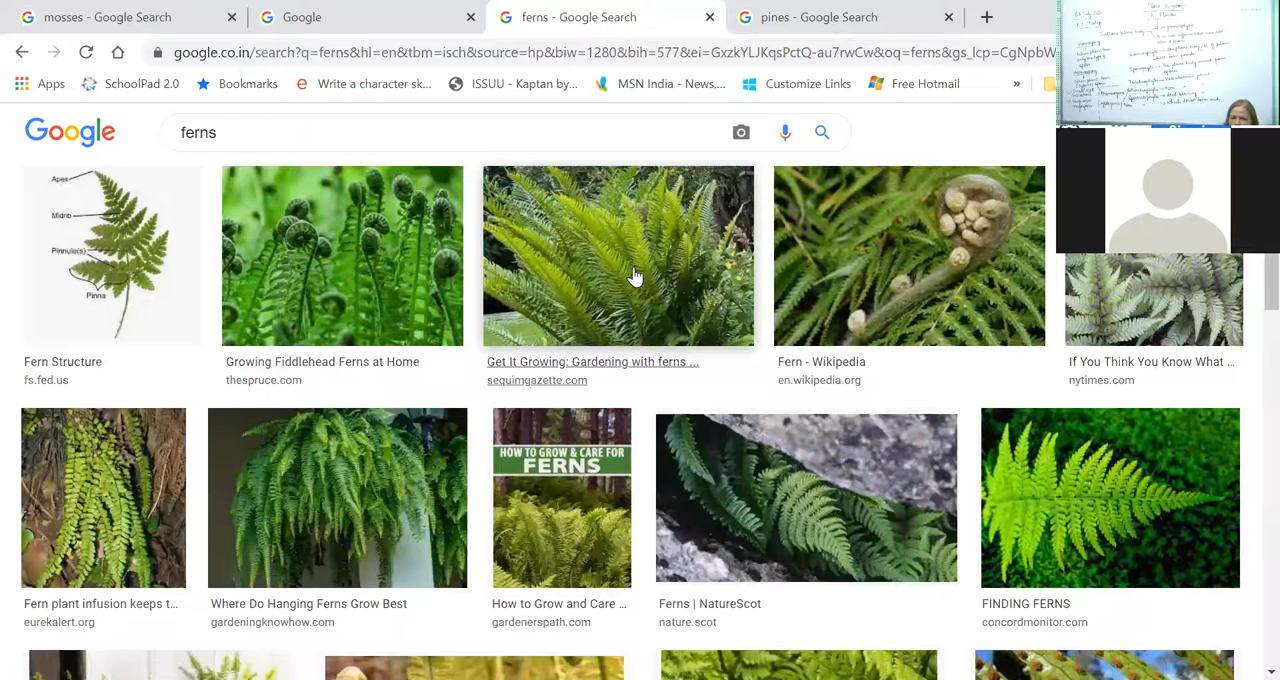 mosses - Google Search
Google
ferns - Google Search
pines - Google Search
google.co.in/search?q=ferns&hl=en&tbm=isch&source=hp&biw=1280&bih=577&ei=GxzkYLJKqsPctQ-au7rwCw&oq=ferns&gs_lcp=CgNpbW
Apps
SchoolPad 2.0
Bookmarks
Write a character sk...
ISSUU - Kaptan by...
MSN India - News,...
Customize Links
Free Hotmail
»
Google
ferns
Apex
Midrib
Pinnule(s)
Pinna
Fern Structure
fs.fed.us
Growing Fiddlehead Ferns at Home
thespruce.com
Get It Growing: Gardening with ferns ...
sequimgazette.com
Fern - Wikipedia
en.wikipedia.org
If You Think You Know What ...
nytimes.com
HOW TO GROW & CARE FOR
FERNS
Fern plant infusion keeps t...
eurekalert.org
Where Do Hanging Ferns Grow Best
gardeningknowhow.com
How to Grow and Care ...
gardenerspath.com
Ferns | NatureScot
nature.scot
FINDING FERNS
concordmonitor.com